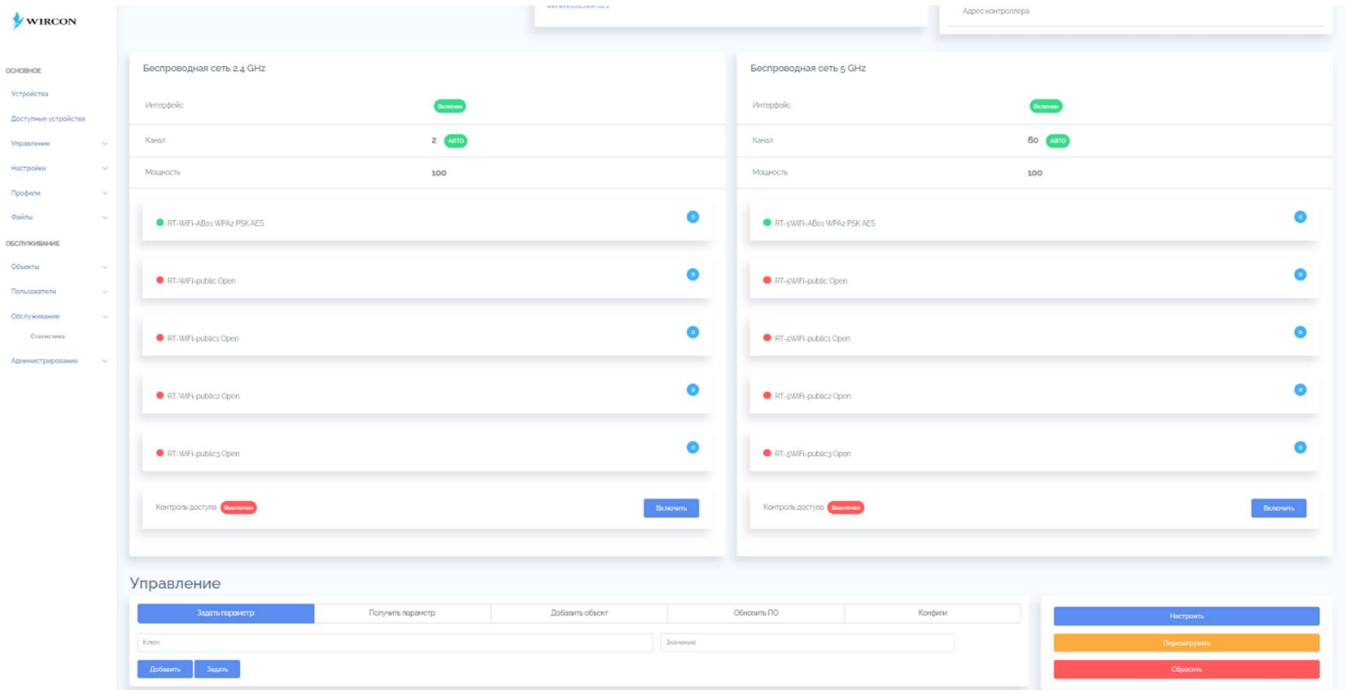 WIRCON
Адрес контроллера
ОСНОВНОЕ
Устройства
Доступные устройства
Управление
Настройки
Профили
Файлы
ОБСЛУЖИВАНИЕ
Объекты
Пользователи
Обслуживание
Статистика
Администрирование
Беспроводная сеть 2.4 GHz
Интерфейс Включен
Канал 2 АВТО
Мощность 100
RT-WiFi-AB01 WPA2 PSK AES 0
RT-WiFi-public Open 0
RT-WiFi-public1 Open 0
RT-WiFi-public2 Open 0
RT-WiFi-public3 Open 0
Контроль доступа Выключен Включить
Беспроводная сеть 5 GHz
Интерфейс Включен
Канал 60 АВТО
Мощность 100
RT-5WiFi-AB01 WPA2 PSK AES 0
RT-5WiFi-public Open 0
RT-5WiFi-public1 Open 0
RT-5WiFi-public2 Open 0
RT-5WiFi-public3 Open 0
Контроль доступа Выключен Включить
Управление
Задать параметр Получить параметр Добавить объект Обновить ПО Конфиги
Ключ Значение
Добавить Задать
Настроить
Перезагрузить
Сбросить